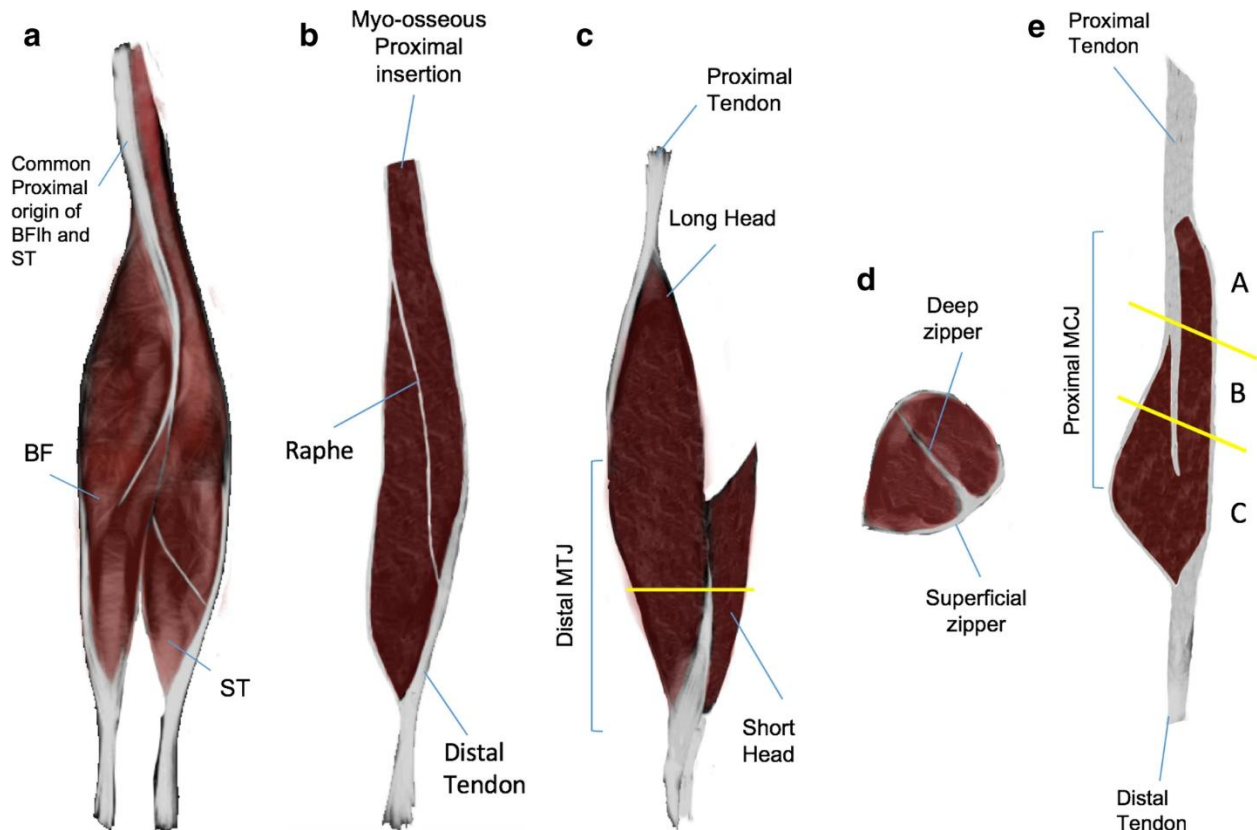 a
Common
Proximal
origin of
BFlh and
ST
BF
ST
b
Myo-osseous
Proximal
insertion
Raphe
Distal
Tendon
c
Proximal
Tendon
Long Head
Distal MTJ
Short
Head
d
Deep
zipper
Superficial
zipper
e
Proximal
Tendon
Proximal MCJ
A
B
C
Distal
Tendon